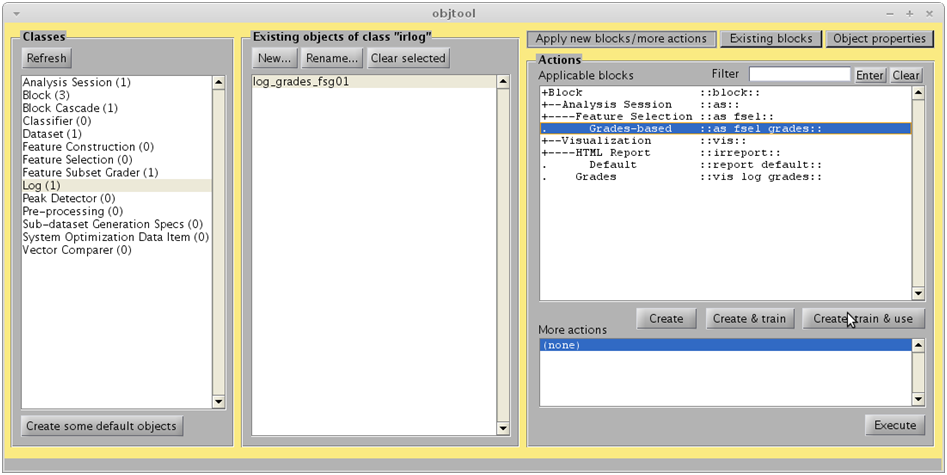 objtool
Classes
Refresh
Analysis Session (1)
Block (3)
Block Cascade (1)
Classifier (0)
Dataset (1)
Feature Construction (0)
Feature Selection (0)
Feature Subset Grader (1)
Log (1)
Peak Detector (0)
Pre-processing (0)
Sub-dataset Generation Specs (0)
System Optimization Data Item (0)
Vector Comparer (0)
Create some default objects
Existing objects of class "irlog"
New... Rename... Clear selected
log_grades_fsg01
Apply new blocks/more actions Existing blocks Object properties
Actions
Applicable blocks Filter Enter Clear
+Block ::block::
+--Analysis Session ::as::
+----Feature Selection ::as fsel::
. Grades-based ::as fsel grades::
+--Visualization ::vis::
+----HTML Report ::irreport::
. Default ::report default::
. Grades ::vis log grades::
Create Create & train Create, train & use
More actions
(none)
Execute